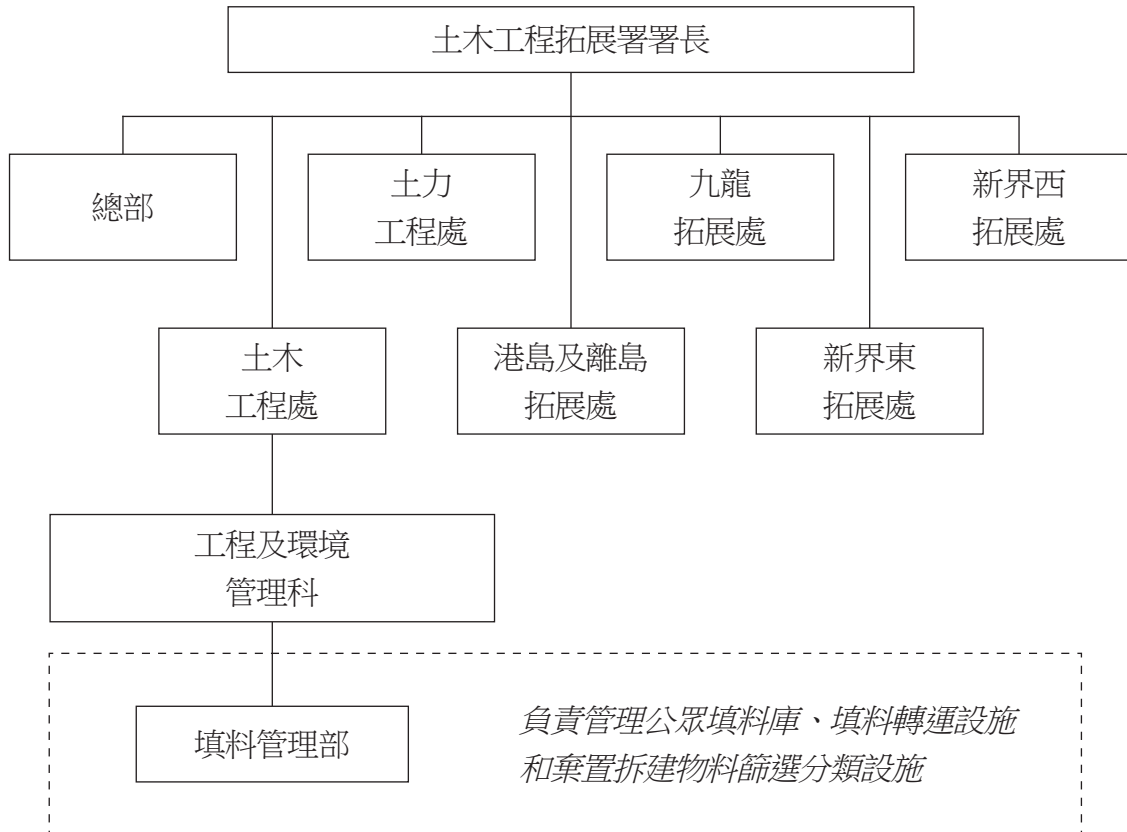 土木工程拓展署署長
總部
土力
工程處
九龍
拓展處
新界西
拓展處
土木
工程處
港島及離島
拓展處
新界東
拓展處
工程及環境
管理科
填料管理部
負責管理公眾填料庫、填料轉運設施
和棄置拆建物料篩選分類設施